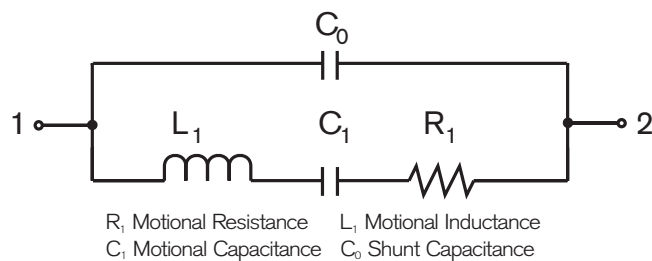 C₀
1
2
L₁
C₁
R₁
R₁ Motional Resistance L₁ Motional Inductance
C₁ Motional Capacitance C₀ Shunt Capacitance